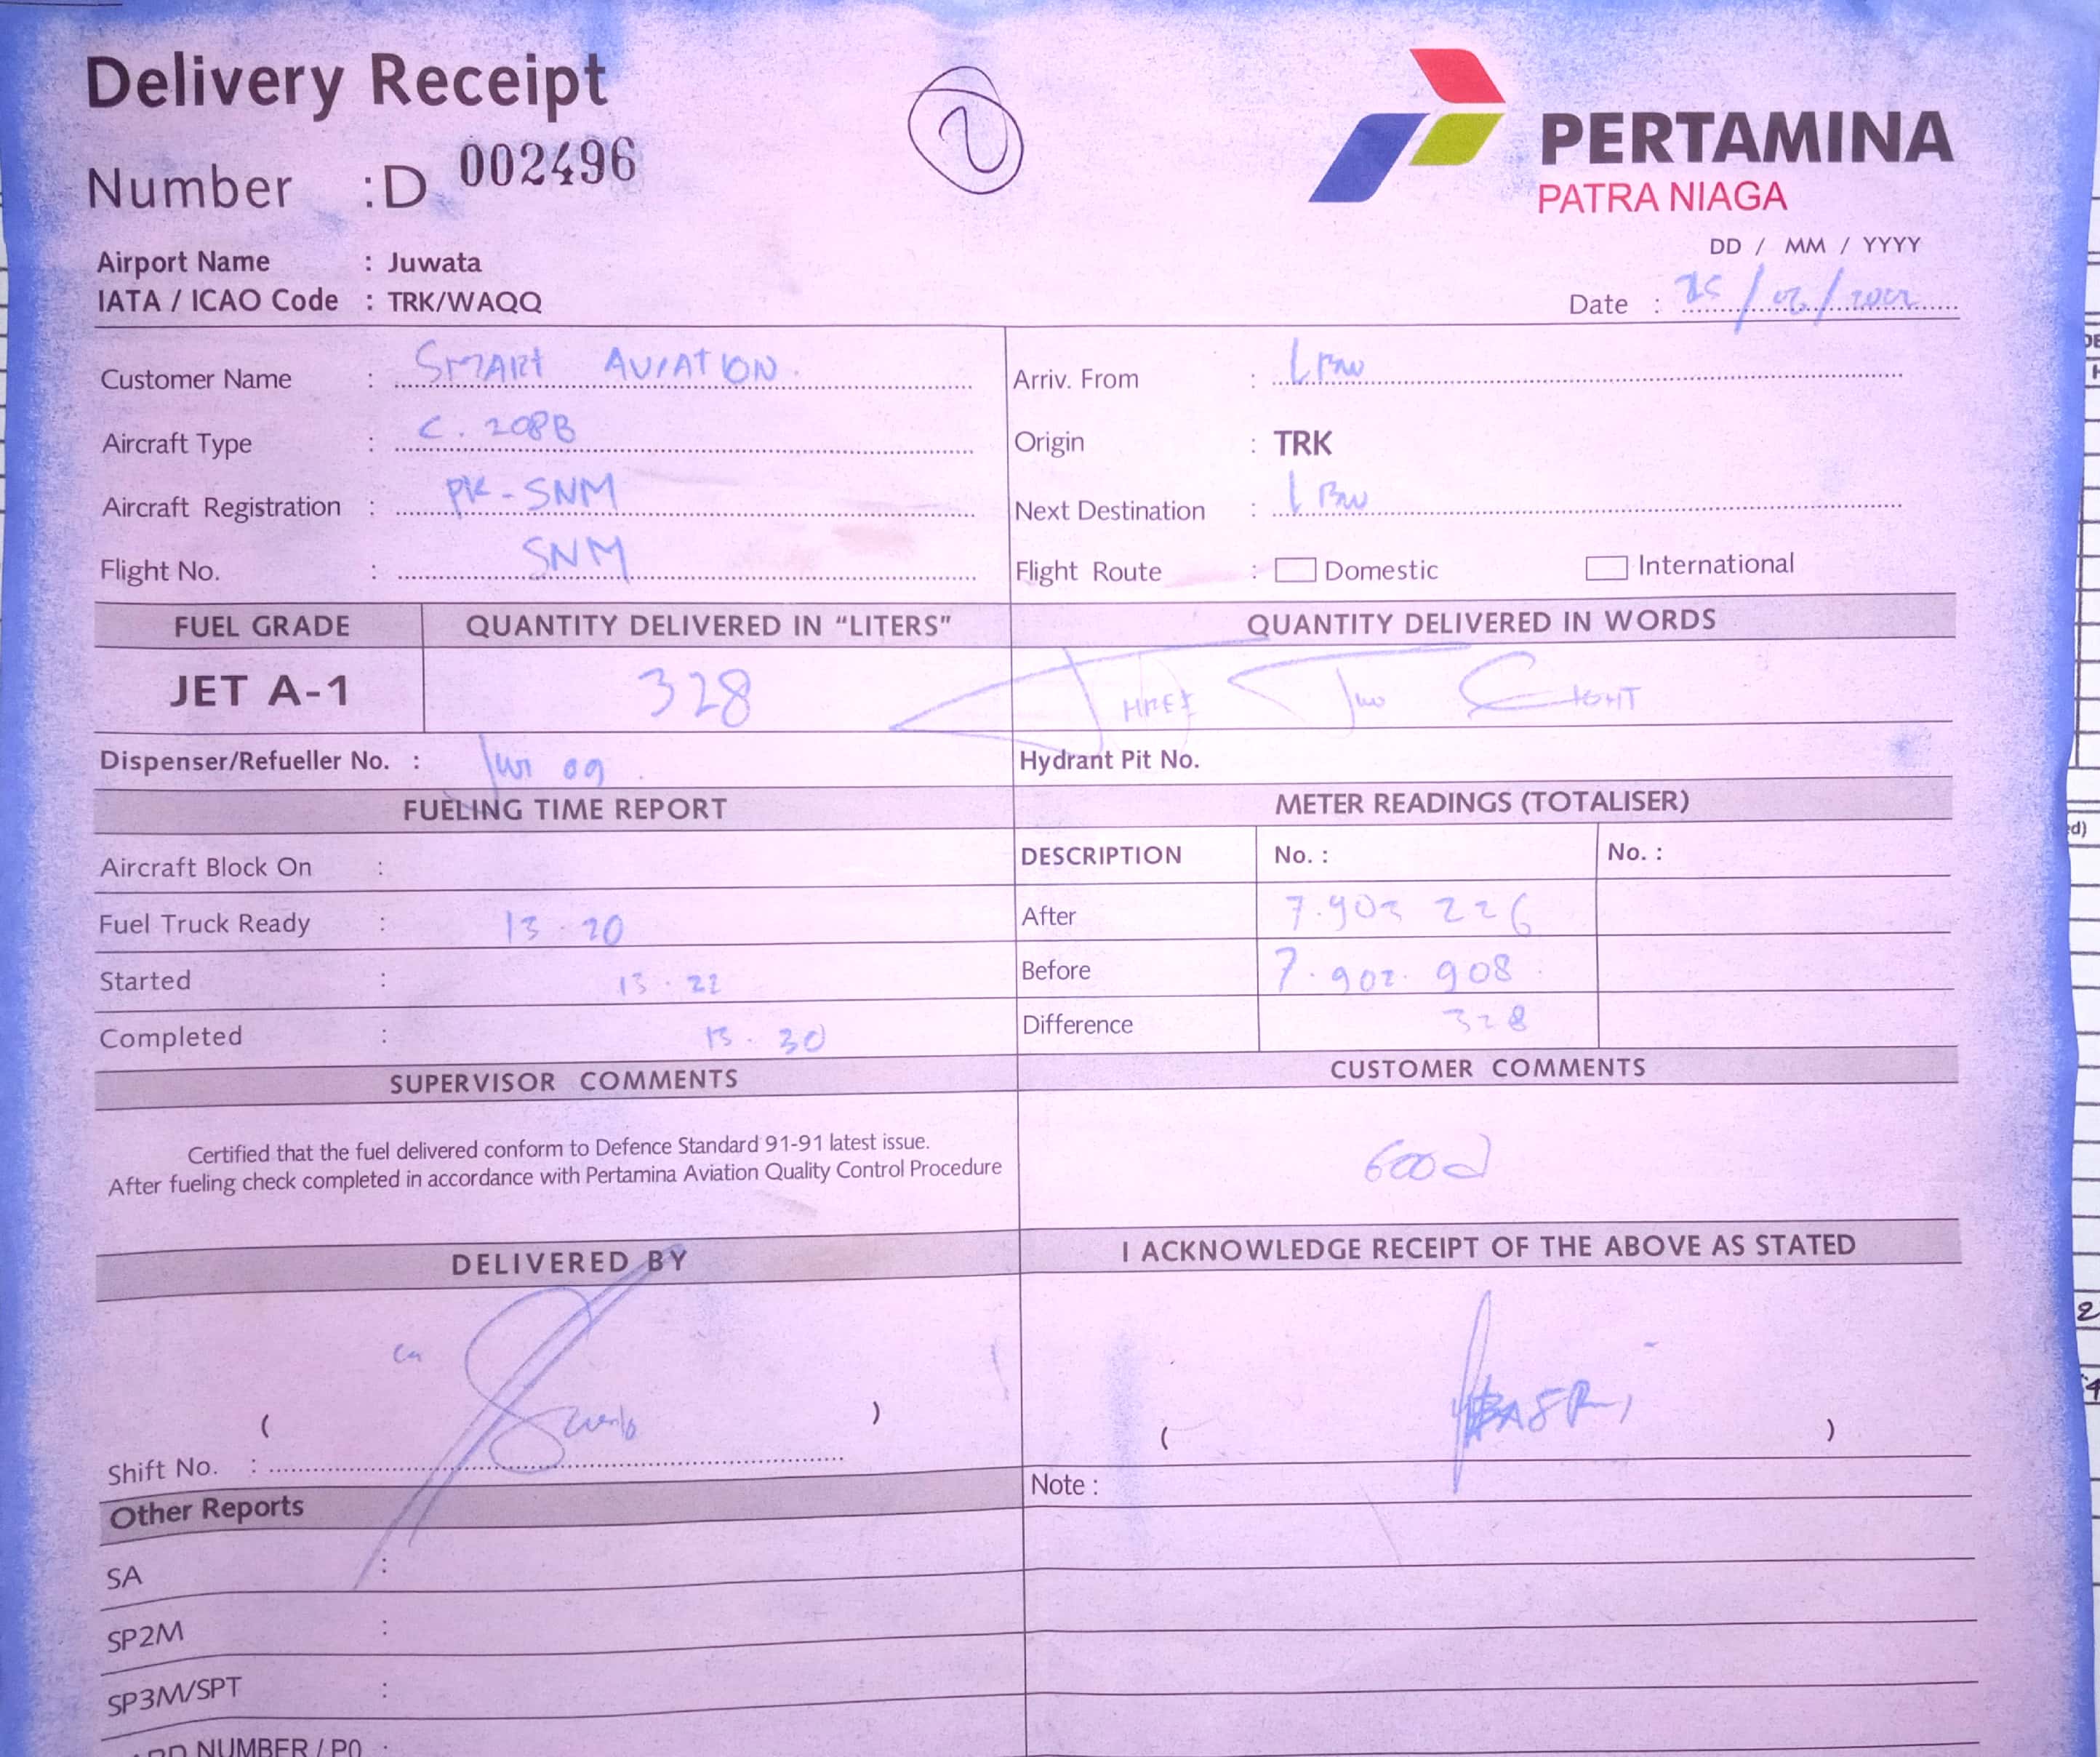 Delivery Receipt
2
Number : D 002496
PERTAMINA
PATRA NIAGA
Airport Name : Juwata
IATA / ICAO Code : TRK/WAQQ
DD / MM / YYYY
Date : 25/
Customer Name : SMART AVIATION
Aircraft Type : C. 208B
Aircraft Registration : PK-SNM
Flight No. : SNM
Arriv. From : LBW
Origin : TRK
Next Destination : LBW
Flight Route : Domestic International
FUEL GRADE QUANTITY DELIVERED IN "LITERS" QUANTITY DELIVERED IN WORDS
JET A-1 328 THREE TWO EIGHT
Dispenser/Refueller No. : 09
Hydrant Pit No.
FUELING TIME REPORT
Aircraft Block On :
Fuel Truck Ready : 13.20
Started : 13.22
Completed : 13.30
METER READINGS (TOTALISER)
DESCRIPTION No. : No. :
After 7.903 226
Before 7.902.908
Difference 328
SUPERVISOR COMMENTS
Certified that the fuel delivered conform to Defence Standard 91-91 latest issue.
After fueling check completed in accordance with Pertamina Aviation Quality Control Procedure
CUSTOMER COMMENTS
GOOD
DELIVERED BY
( )
Shift No. :
I ACKNOWLEDGE RECEIPT OF THE ABOVE AS STATED
( )
Note :
Other Reports
SA :
SP2M :
SP3M/SPT :
NUMBER / PO :